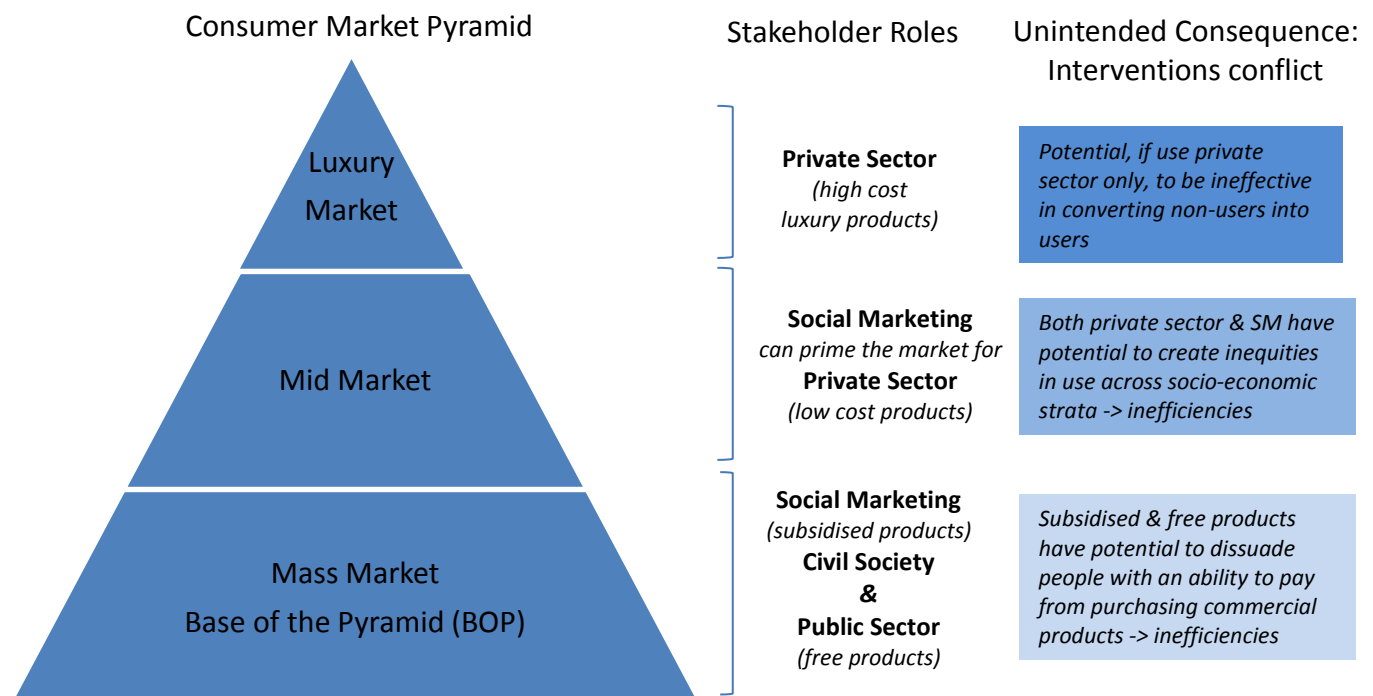 Consumer Market Pyramid
Stakeholder Roles
Unintended Consequence:
Interventions conflict
Luxury
Market
Private Sector
(high cost
luxury products)
Potential, if use private
sector only, to be ineffective
in converting non-users into
users
Mid Market
Social Marketing
can prime the market for
Private Sector
(low cost products)
Both private sector & SM have
potential to create inequities
in use across socio-economic
strata -> inefficiencies
Mass Market
Base of the Pyramid (BOP)
Social Marketing
(subsidised products)
Civil Society
&
Public Sector
(free products)
Subsidised & free products
have potential to dissuade
people with an ability to pay
from purchasing commercial
products -> inefficiencies